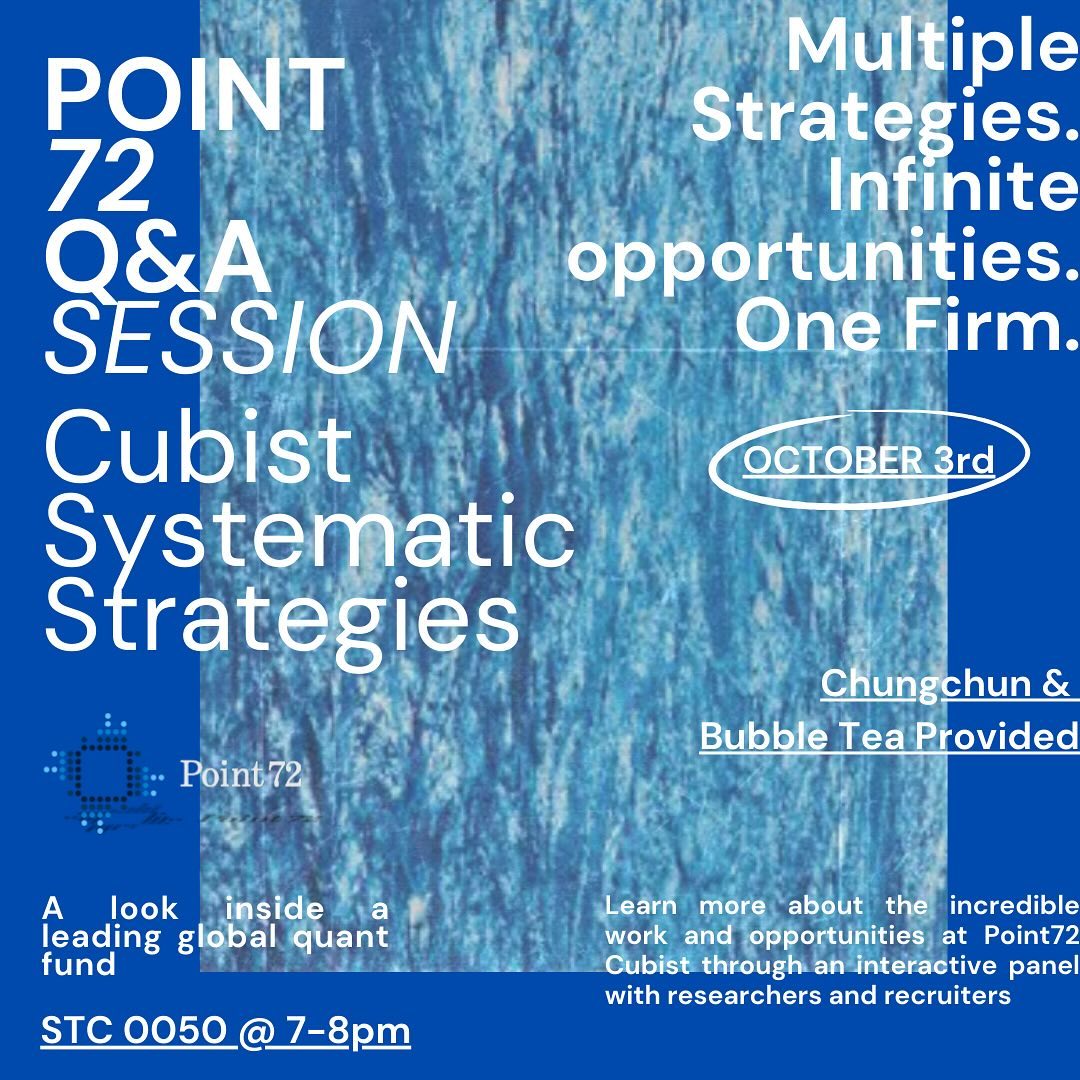 POINT
72
Q&A
SESSION
Cubist
Systematic
Strategies
Multiple
Strategies.
Infinite
opportunities.
One Firm.
OCTOBER 3rd
Chungchun &
Bubble Tea Provided
Point72
A look inside a
leading global quant
fund
STC 0050 @ 7-8pm
Learn more about the incredible
work and opportunities at Point72
Cubist through an interactive panel
with researchers and recruiters